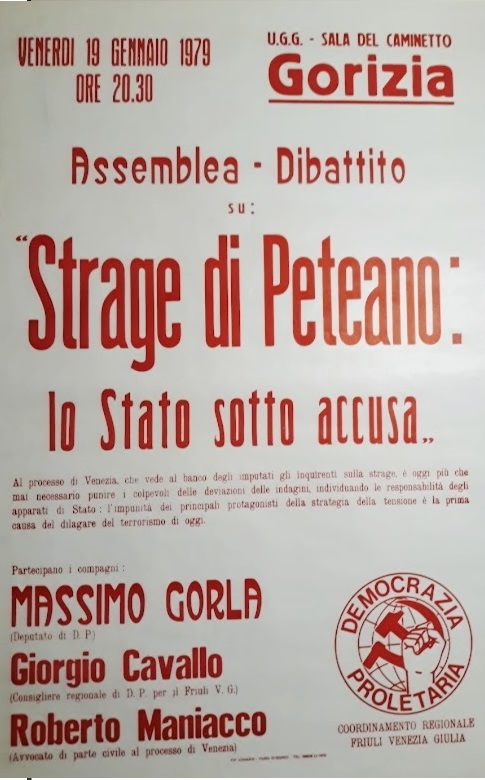 VENERDI 19 GENNAIO 1979
ORE 20.30
U.G.G. - SALA DEL CAMINETTO
Gorizia
Assemblea - Dibattito
su:
“Strage di Peteano:
lo Stato sotto accusa„
Al processo di Venezia, che vede al banco degli imputati gli inquirenti sulla strage, è oggi più che
mai necessario punire i colpevoli delle deviazioni delle indagini, individuando le responsabilità degli
apparati di Stato: l'impunità dei principali protagonisti della strategia della tensione è la prima
causa del dilagare del terrorismo di oggi.
Partecipano i compagni:
MASSIMO GORLA
(Deputato di D. P.)
Giorgio Cavallo
(Consigliere regionale di D. P. per il Friuli V. G.)
Roberto Maniacco
(Avvocato di parte civile al processo di Venezia)
DEMOCRAZIA
PROLETARIA
COORDINAMENTO REGIONALE
FRIULI VENEZIA GIULIA